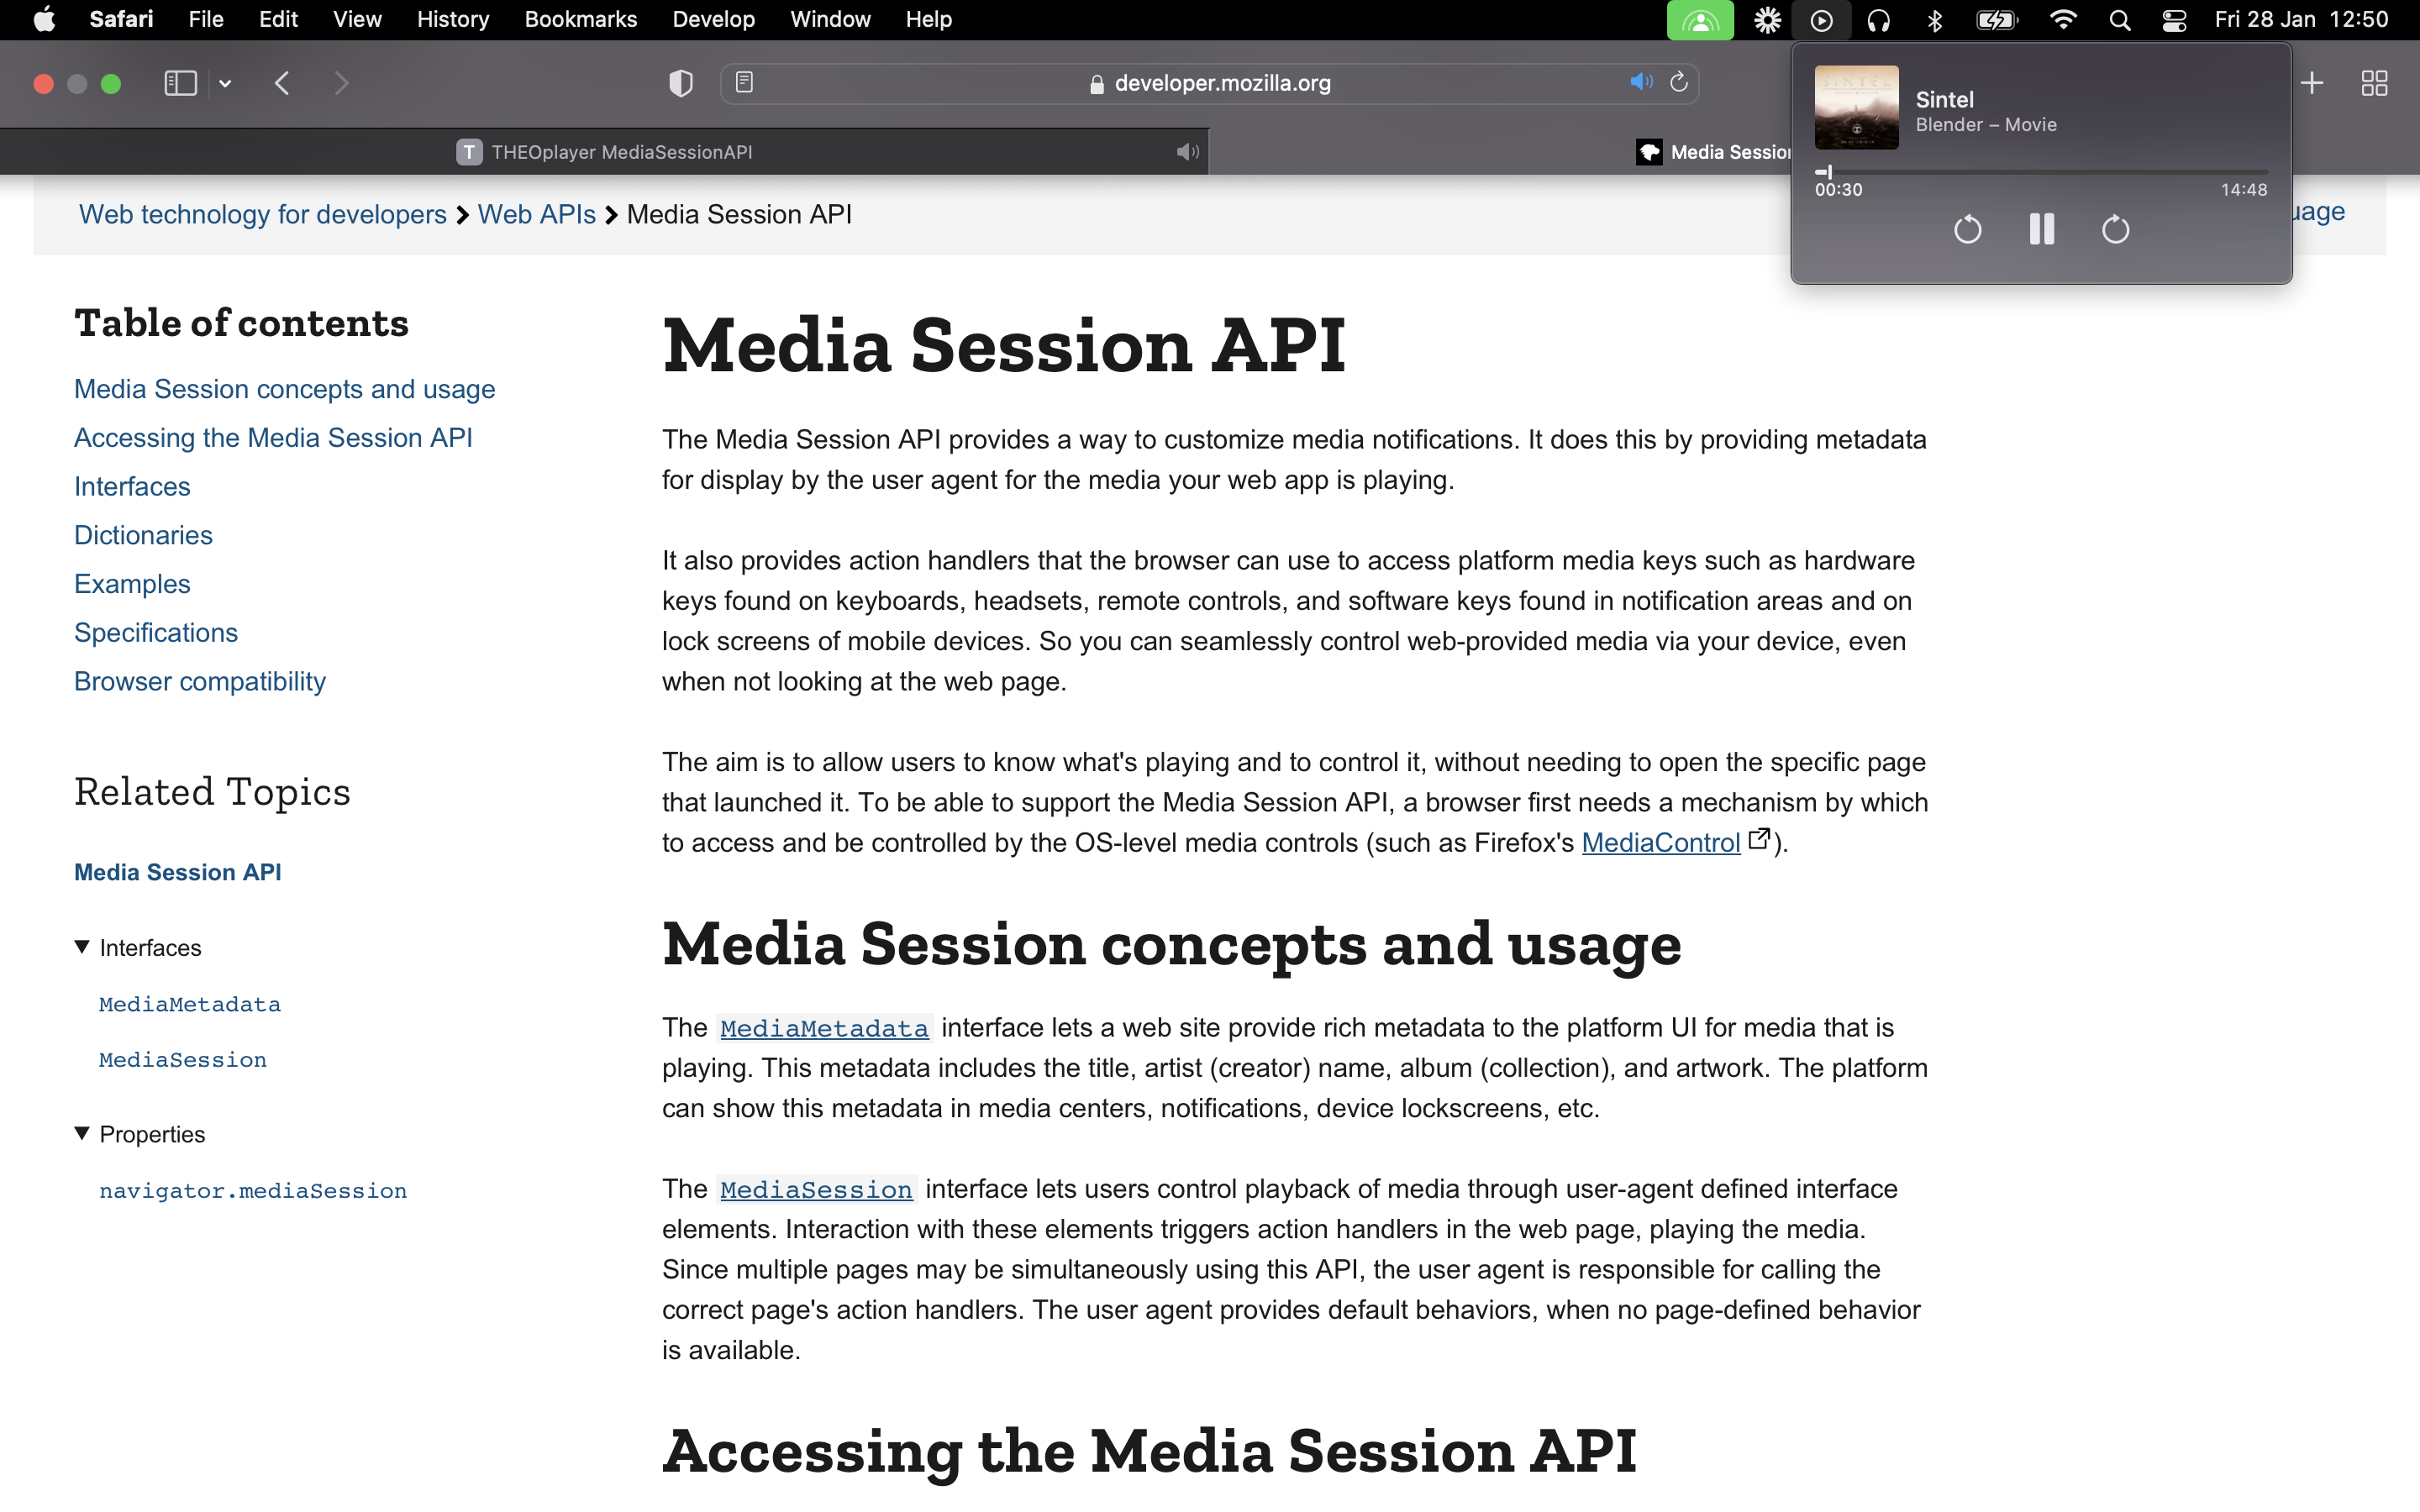 Safari File Edit View History Bookmarks Develop Window Help Fri 28 Jan 12:50
developer.mozilla.org
T THEOplayer MediaSessionAPI
Media Session
Sintel
Blender – Movie
00:30 14:48
Web technology for developers Web APIs Media Session API
Table of contents
Media Session concepts and usage
Accessing the Media Session API
Interfaces
Dictionaries
Examples
Specifications
Browser compatibility
Related Topics
Media Session API
Interfaces
MediaMetadata
MediaSession
Properties
navigator.mediaSession
Media Session API
The Media Session API provides a way to customize media notifications. It does this by providing metadata
for display by the user agent for the media your web app is playing.
It also provides action handlers that the browser can use to access platform media keys such as hardware
keys found on keyboards, headsets, remote controls, and software keys found in notification areas and on
lock screens of mobile devices. So you can seamlessly control web-provided media via your device, even
when not looking at the web page.
The aim is to allow users to know what's playing and to control it, without needing to open the specific page
that launched it. To be able to support the Media Session API, a browser first needs a mechanism by which
to access and be controlled by the OS-level media controls (such as Firefox's MediaControl ).
Media Session concepts and usage
The MediaMetadata interface lets a web site provide rich metadata to the platform UI for media that is
playing. This metadata includes the title, artist (creator) name, album (collection), and artwork. The platform
can show this metadata in media centers, notifications, device lockscreens, etc.
The MediaSession interface lets users control playback of media through user-agent defined interface
elements. Interaction with these elements triggers action handlers in the web page, playing the media.
Since multiple pages may be simultaneously using this API, the user agent is responsible for calling the
correct page's action handlers. The user agent provides default behaviors, when no page-defined behavior
is available.
Accessing the Media Session API